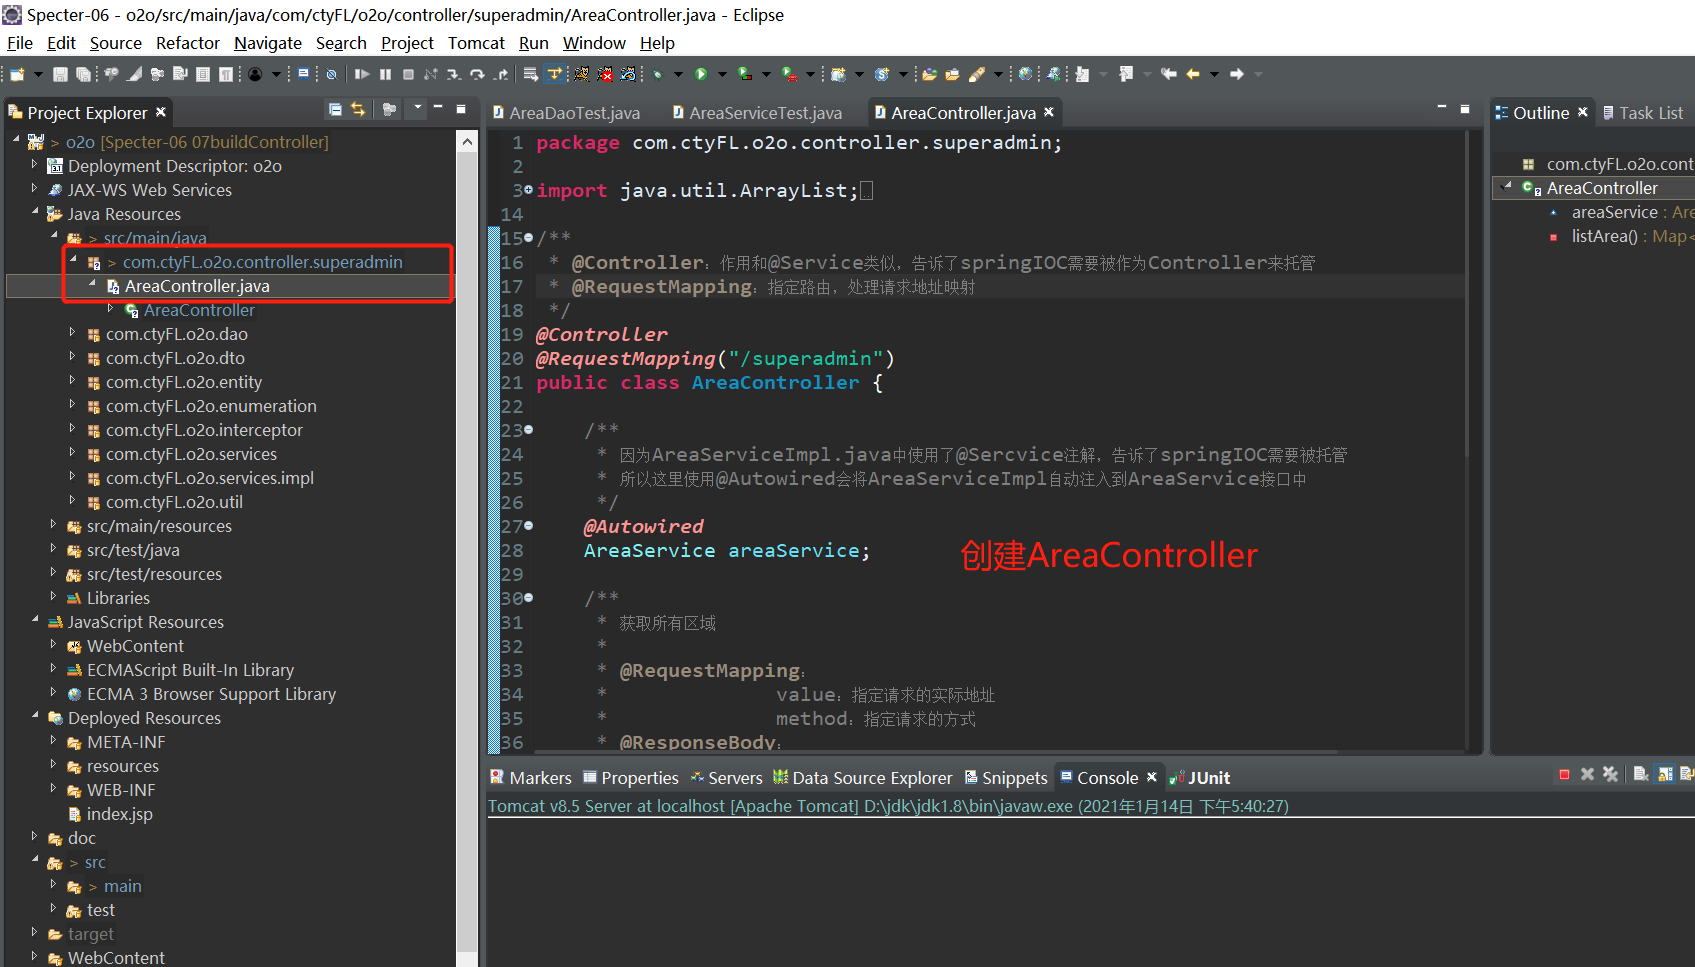 Specter-06 - o2o/src/main/java/com/ctyFL/o2o/controller/superadmin/AreaController.java - Eclipse
File Edit Source Refactor Navigate Search Project Tomcat Run Window Help
Project Explorer
> o2o [Specter-06 07buildController]
Deployment Descriptor: o2o
JAX-WS Web Services
Java Resources
> src/main/java
> com.ctyFL.o2o.controller.superadmin
AreaController.java
AreaController
com.ctyFL.o2o.dao
com.ctyFL.o2o.dto
com.ctyFL.o2o.entity
com.ctyFL.o2o.enumeration
com.ctyFL.o2o.interceptor
com.ctyFL.o2o.services
com.ctyFL.o2o.services.impl
com.ctyFL.o2o.util
src/main/resources
src/test/java
src/test/resources
Libraries
JavaScript Resources
WebContent
ECMAScript Built-In Library
ECMA 3 Browser Support Library
Deployed Resources
META-INF
resources
WEB-INF
index.jsp
doc
> src
> main
test
target
WebContent
AreaDaoTest.java AreaServiceTest.java AreaController.java
1 package com.ctyFL.o2o.controller.superadmin;
2
3 import java.util.ArrayList;
14
15 /**
16 * @Controller：作用和@Service类似，告诉了springIOC需要被作为Controller来托管
17 * @RequestMapping：指定路由，处理请求地址映射
18 */
19 @Controller
20 @RequestMapping("/superadmin")
21 public class AreaController {
22
23 /**
24 * 因为AreaServiceImpl.java中使用了@Sercvice注解，告诉了springIOC需要被托管
25 * 所以这里使用@Autowired会将AreaServiceImpl自动注入到AreaService接口中
26 */
27 @Autowired
28 AreaService areaService;
29
30 /**
31 * 获取所有区域
32 *
33 * @RequestMapping：
34 * value：指定请求的实际地址
35 * method：指定请求的方式
36 * @ResponseBody：
创建AreaController
Outline Task List
com.ctyFL.o2o.cont
AreaController
areaService : Are
listArea() : Map<
Markers Properties Servers Data Source Explorer Snippets Console JUnit
Tomcat v8.5 Server at localhost [Apache Tomcat] D:\jdk\jdk1.8\bin\javaw.exe (2021年1月14日 下午5:40:27)